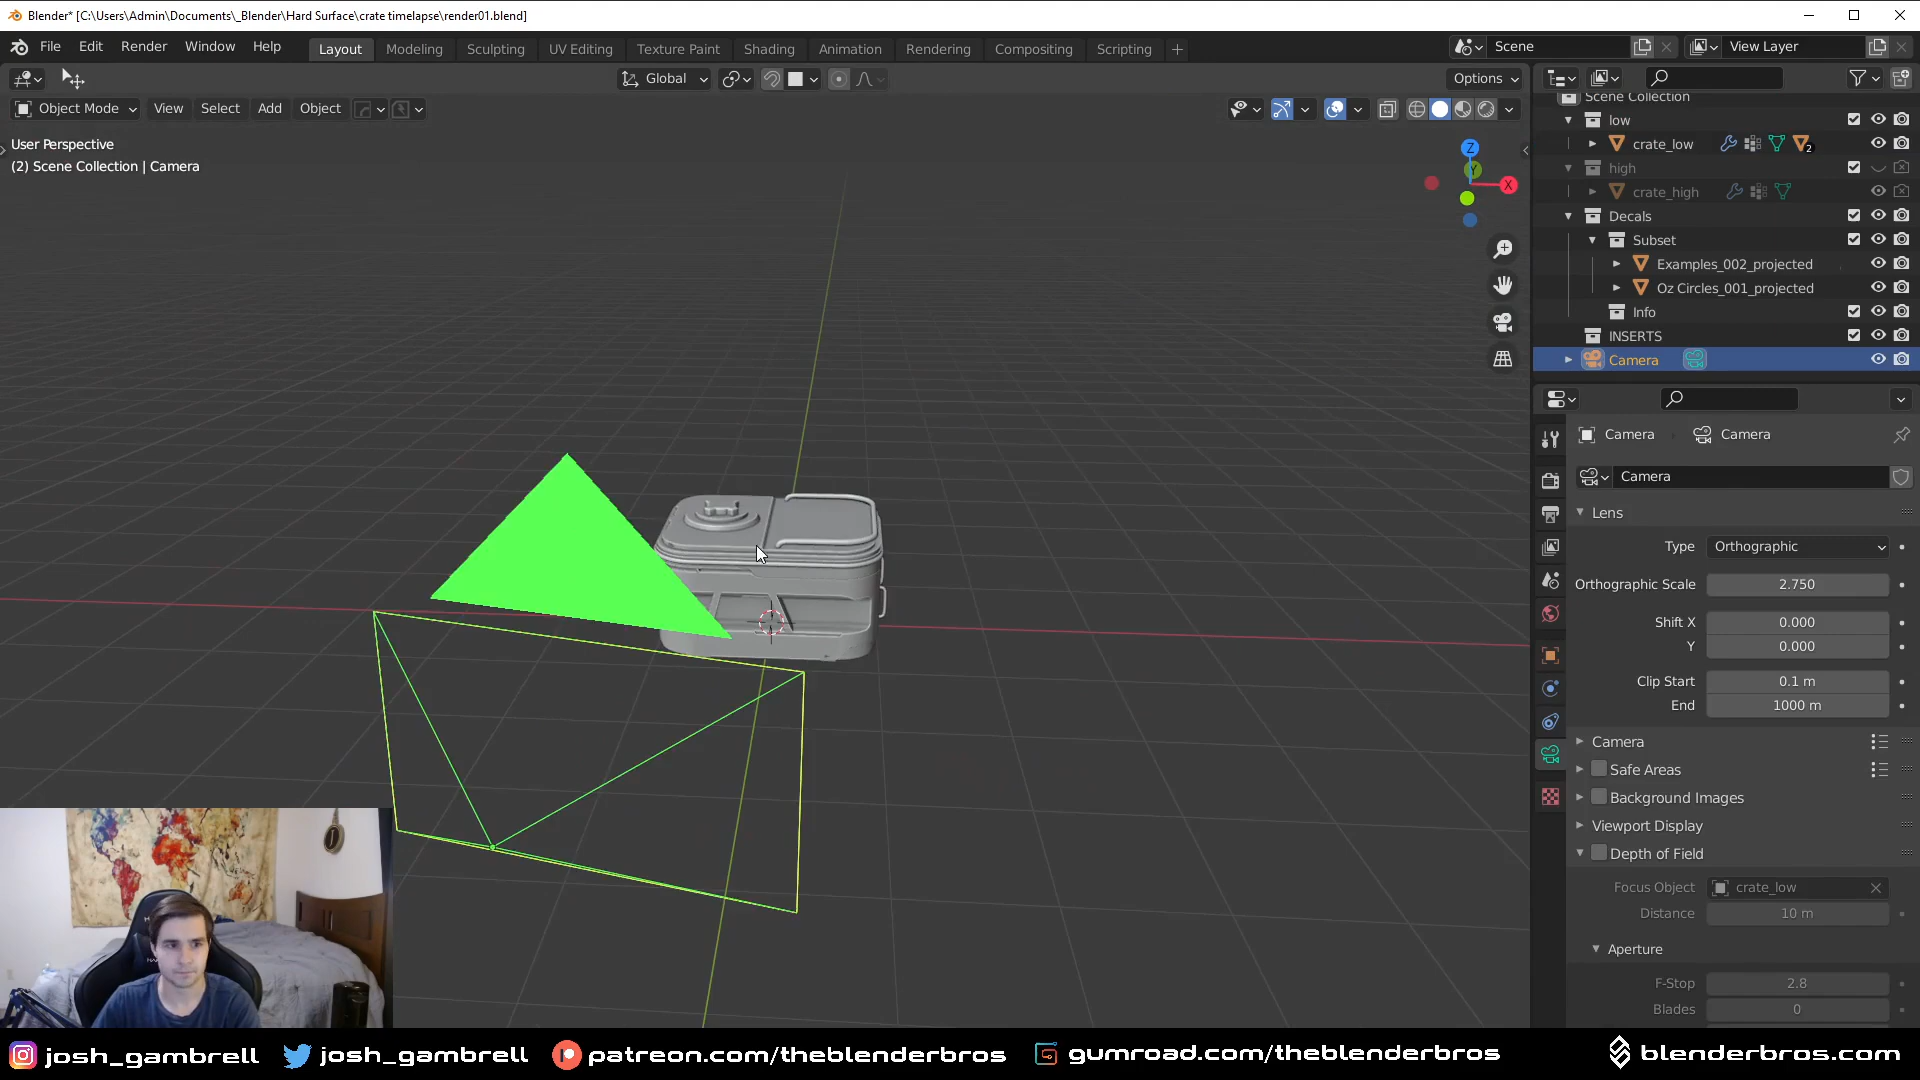 Blender* [C:\Users\Admin\Documents\_Blender\Hard Surface\crate timelapse\render01.blend]
File Edit Render Window Help Layout Modeling Sculpting UV Editing Texture Paint Shading Animation Rendering Compositing Scripting + Scene View Layer
Global Options
Object Mode View Select Add Object
User Perspective
(2) Scene Collection | Camera
Z
Y
X
Scene Collection
low
crate_low 2
high
crate_high
Decals
Subset
Examples_002_projected
Oz Circles_001_projected
Info
INSERTS
Camera
Camera Camera
Camera
Lens
Type Orthographic
Orthographic Scale 2.750
Shift X 0.000
Y 0.000
Clip Start 0.1 m
End 1000 m
Camera
Safe Areas
Background Images
Viewport Display
Depth of Field
Focus Object crate_low
Distance 10 m
Aperture
F-Stop 2.8
Blades 0
josh_gambrell josh_gambrell patreon.com/theblenderbros gumroad.com/theblenderbros blenderbros.com